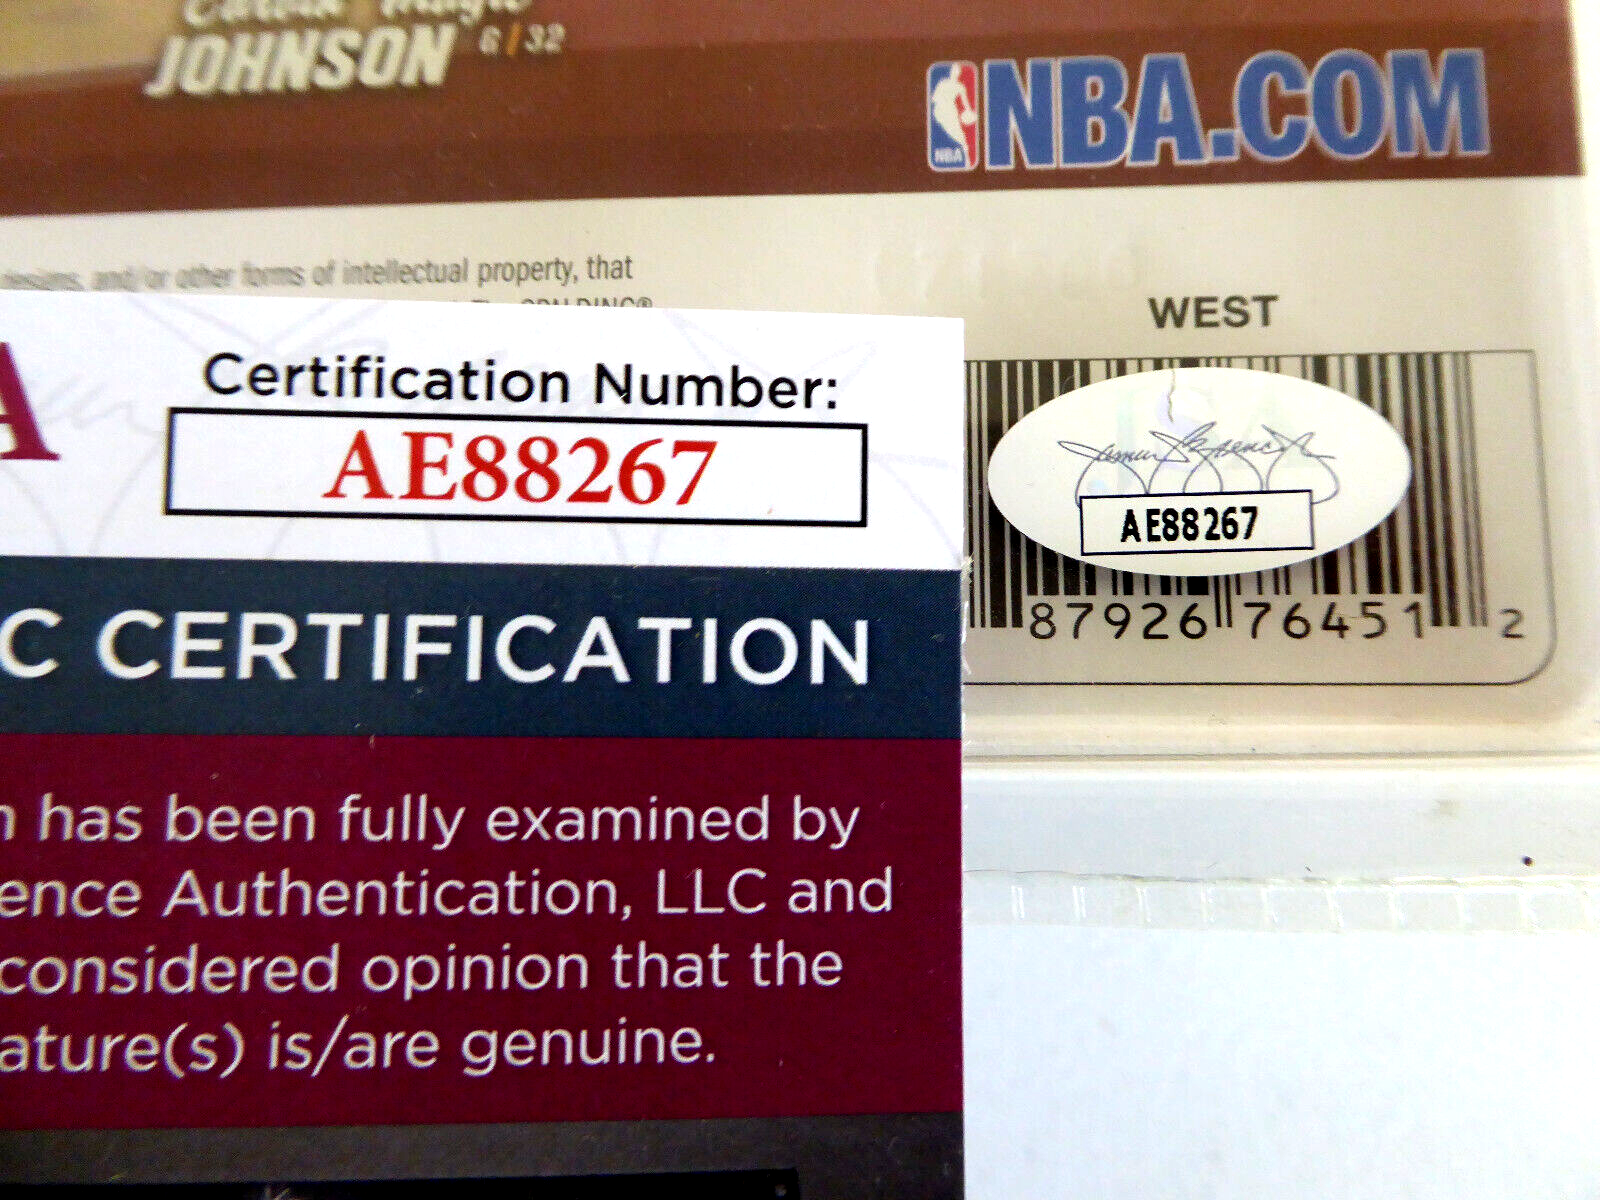 JOHNSON G/32
NBA
NBA.COM
designs, and/or other forms of intellectual property, that
SPALDING®
WEST
A
Certification Number:
AE88267
AE88267
87926 76451 2
C CERTIFICATION
has been fully examined by
ence Authentication, LLC and
considered opinion that the
ature(s) is/are genuine.